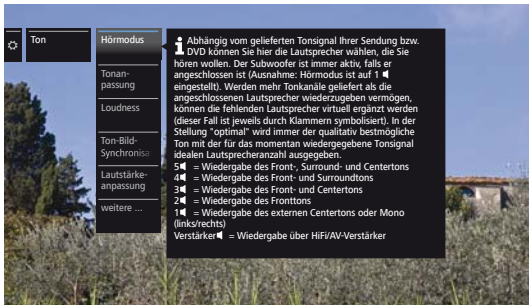 Ton
Hörmodus
Tonan-
passung
Loudness
Ton-Bild-
Synchronisa
Lautstärke-
anpassung
weitere ...
Abhängig vom gelieferten Tonsignal Ihrer Sendung bzw.
DVD können Sie hier die Lautsprecher wählen, die Sie
hören wollen. Der Subwoofer ist immer aktiv, falls er
angeschlossen ist (Ausnahme: Hörmodus ist auf 1
eingestellt). Werden mehr Tonkanäle geliefert als die
angeschlossenen Lautsprecher wiederzugeben vermögen,
können die fehlenden Lautsprecher virtuell ergänzt werden
(dieser Fall ist jeweils durch Klammern symbolisiert). In der
Stellung "optimal" wird immer der qualitativ bestmögliche
Ton mit der für das momentan wiedergegebene Tonsignal
idealen Lautsprecheranzahl ausgegeben.
5 = Wiedergabe des Front-, Surround- und Centertons
4 = Wiedergabe des Front- und Surroundtons
3 = Wiedergabe des Front- und Centertons
2 = Wiedergabe des Fronttons
1 = Wiedergabe des externen Centertons oder Mono
(links/rechts)
Verstärker = Wiedergabe über HiFi/AV-Verstärker